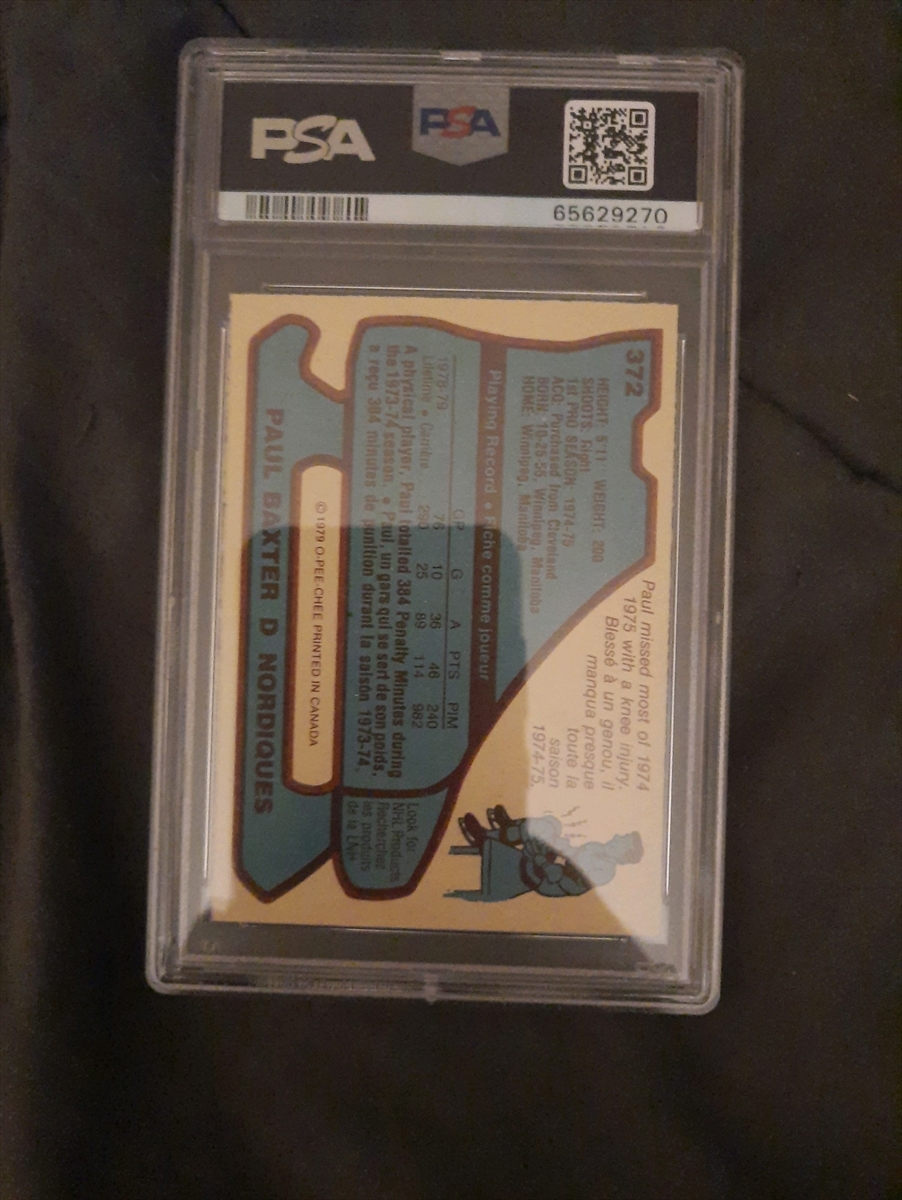 PSA
PSA
65629270
372
HEIGHT: 5'11 WEIGHT: 200
SHOOTS: Right
1st PRO SEASON: 1974-75
ACQ: Purchased from Cleveland
BORN: 10-25-55, Winnipeg, Manitoba
HOME: Winnipeg, Manitoba
Paul missed most of 1974
1975 with a knee injury.
Blessé à un genou, il
manqua presque
toute la
saison
1974-75.
Playing Record • Fiche comme joueur
GP G A PTS PIM
1978-79 76 10 36 46 240
Lifetime • Carrière 25 89 114 982
A physical player, Paul totalled 384 Penalty Minutes during
the 1973-74 season. • Paul, un gars qui se sert de son poids,
a reçu 384 minutes de punition durant la saison 1973-74.
Look for
NHL Products
Recherchez
les produits
de la LNH
© 1979 O-PEE-CHEE PRINTED IN CANADA
PAUL BAXTER D NORDIQUES